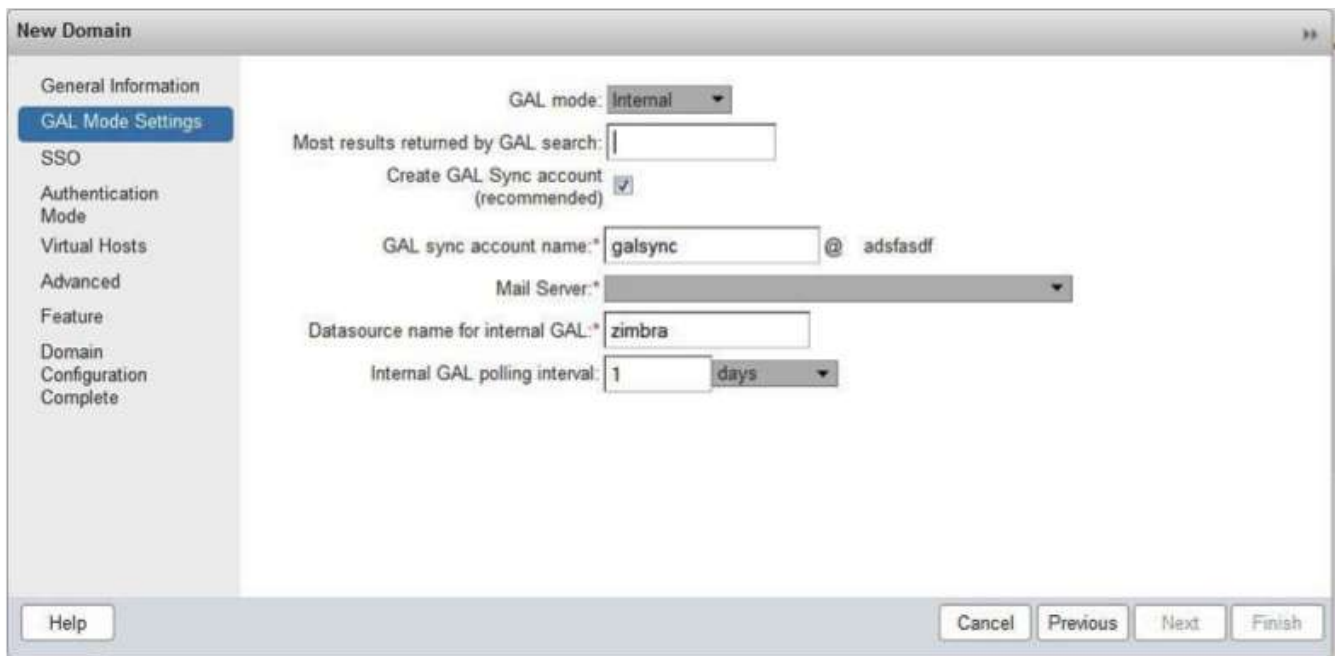 New Domain
General Information
GAL Mode Settings
SSO
Authentication
Mode
Virtual Hosts
Advanced
Feature
Domain
Configuration
Complete
GAL mode: Internal
Most results returned by GAL search:
Create GAL Sync account
(recommended)
GAL sync account name:* galsync @ adsfasdf
Mail Server:*
Datasource name for internal GAL:* zimbra
Internal GAL polling interval: 1 days
Help Cancel Previous Next Finish